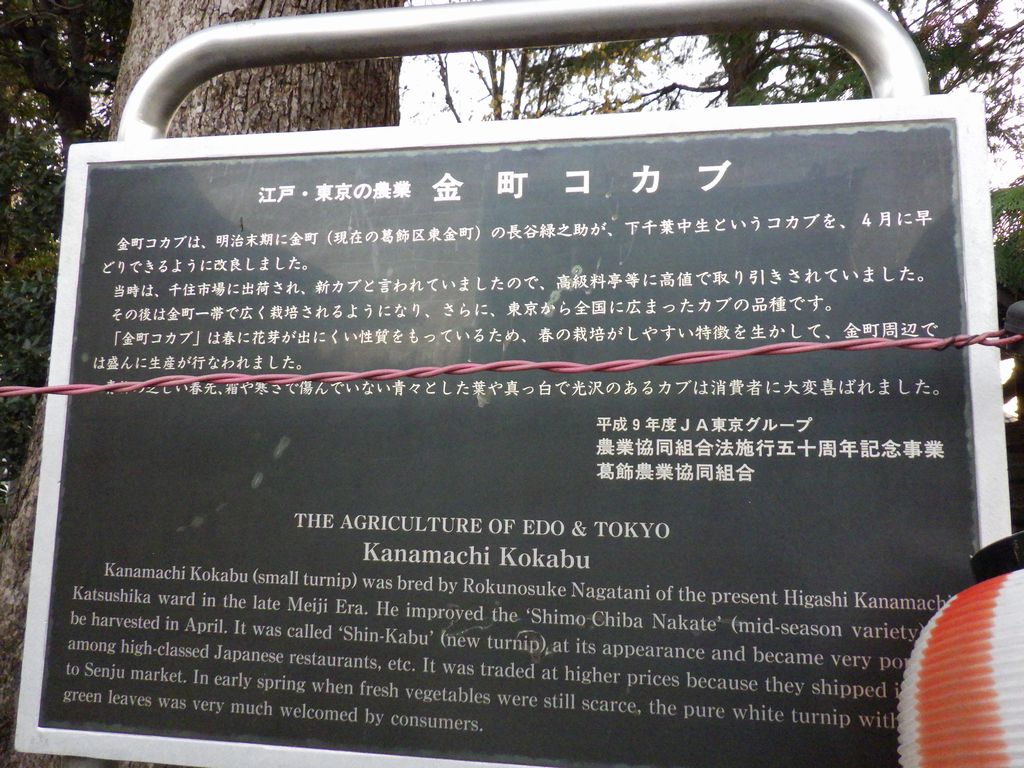 江戸・東京の農業 金町コカブ
金町コカブは、明治末期に金町（現在の葛飾区東金町）の長谷緑之助が、下千葉中生というコカブを、４月に早
どりできるように改良しました。
当時は、千住市場に出荷され、新カブと言われていましたので、高級料亭等に高値で取り引きされていました。
その後は金町一帯で広く栽培されるようになり、さらに、東京から全国に広まったカブの品種です。
「金町コカブ」は春に花芽が出にくい性質をもっているため、春の栽培がしやすい特徴を生かして、金町周辺で
は盛んに生産が行なわれました。
春先、霜や寒さで傷んでいない青々とした葉や真っ白で光沢のあるカブは消費者に大変喜ばれました。
平成９年度ＪＡ東京グループ
農業協同組合法施行五十周年記念事業
葛飾農業協同組合
THE AGRICULTURE OF EDO & TOKYO
Kanamachi Kokabu
Kanamachi Kokabu (small turnip) was bred by Rokunosuke Nagatani of the present Higashi Kanamachi
Katsushika ward in the late Meiji Era. He improved the 'Shimo Chiba Nakate' (mid-season variety)
be harvested in April. It was called 'Shin-Kabu' (new turnip) at its appearance and became very
among high-classed Japanese restaurants, etc. It was traded at higher prices because they shipped
to Senju market. In early spring when fresh vegetables were still scarce, the pure white turnip with
green leaves was very much welcomed by consumers.